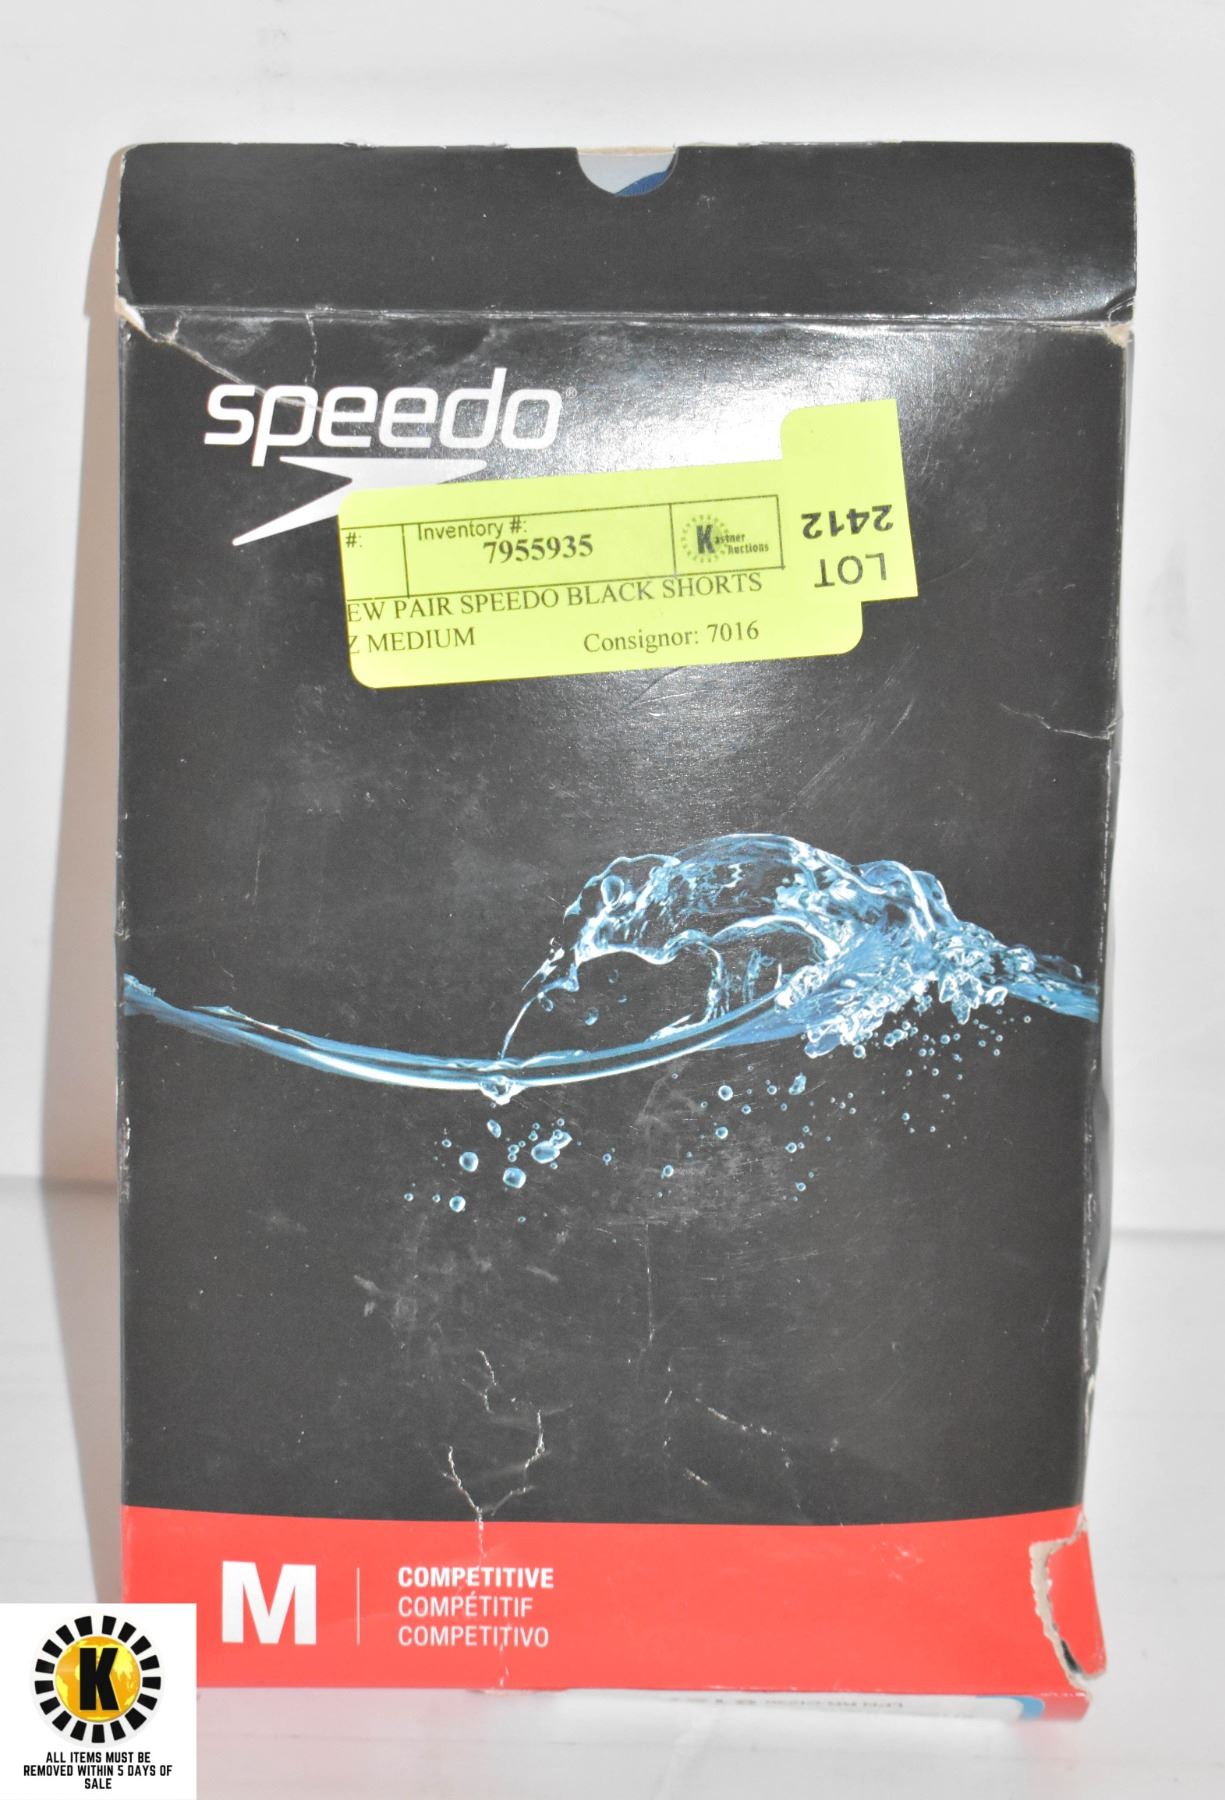 speedo
#:
Inventory #:
7955935
Kastner
Auctions
EW PAIR SPEEDO BLACK SHORTS
Z MEDIUM
Consignor: 7016
LOT
2412
M
COMPETITIVE
COMPÉTITIF
COMPETITIVO
K
ALL ITEMS MUST BE
REMOVED WITHIN 5 DAYS OF
SALE